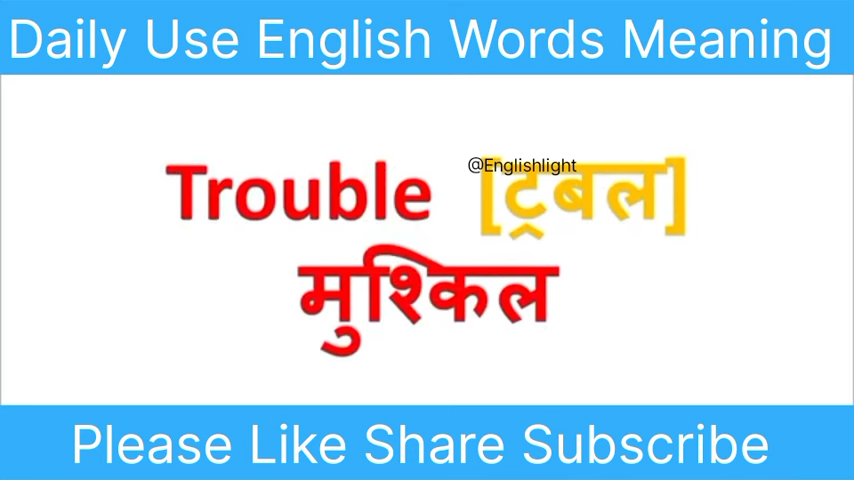 Daily Use English Words Meaning
@Englishlight
Trouble [ट्रबल]
मुश्किल
Please Like Share Subscribe